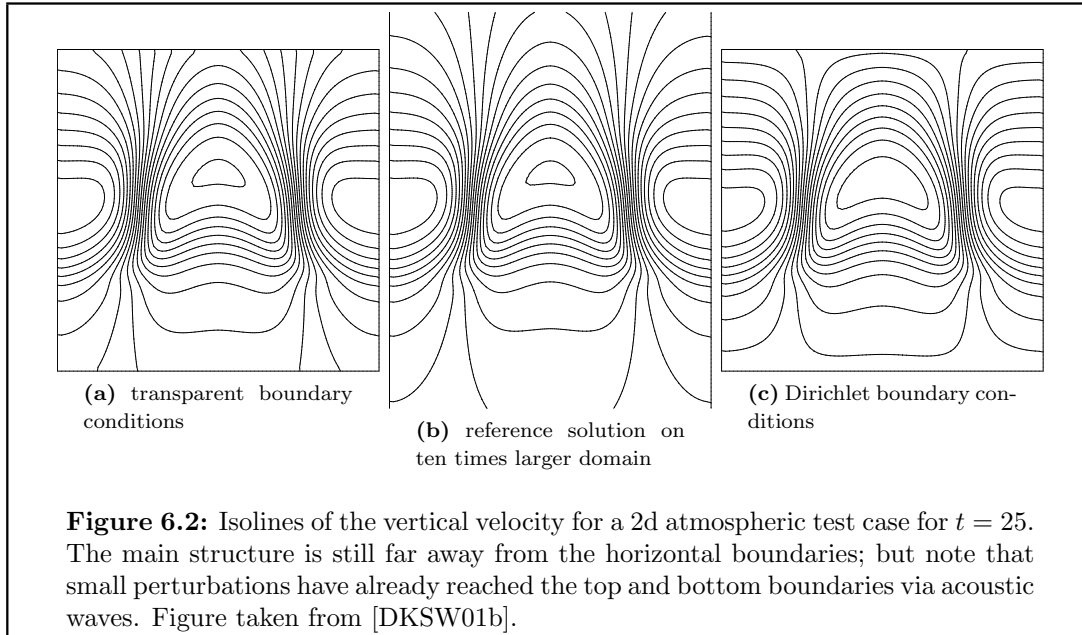 (a) transparent boundary
conditions
(b) reference solution on
ten times larger domain
(c) Dirichlet boundary con-
ditions
Figure 6.2: Isolines of the vertical velocity for a 2d atmospheric test case for t = 25.
The main structure is still far away from the horizontal boundaries; but note that
small perturbations have already reached the top and bottom boundaries via acoustic
waves. Figure taken from [DKSW01b].